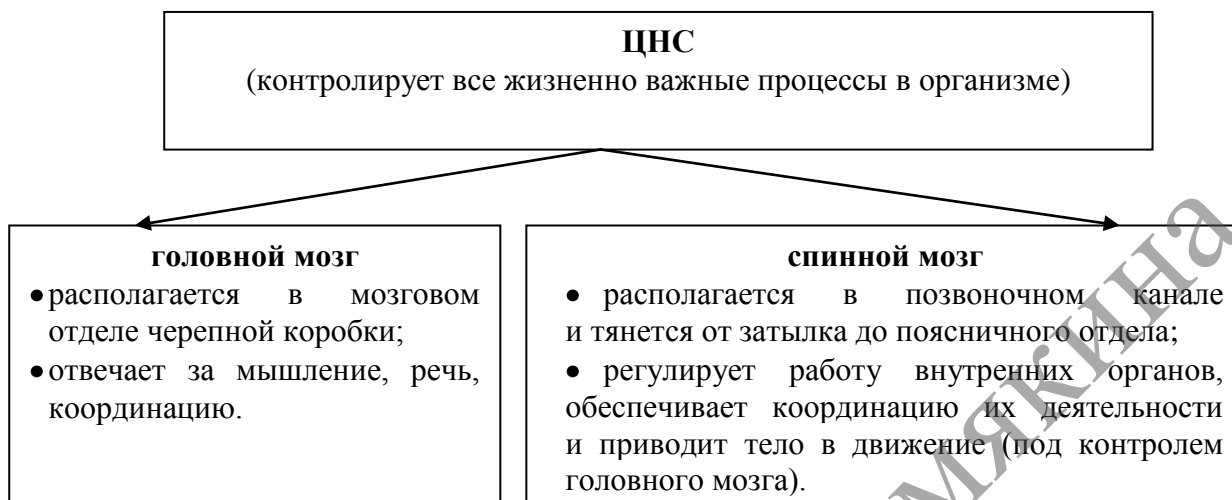 ЦНС
(контролирует все жизненно важные процессы в организме)
головной мозг
• располагается в мозговом
отделе черепной коробки;
• отвечает за мышление, речь,
координацию.
спинной мозг
• располагается в позвоночном канале
и тянется от затылка до поясничного отдела;
• регулирует работу внутренних органов,
обеспечивает координацию их деятельности
и приводит тело в движение (под контролем
головного мозга).